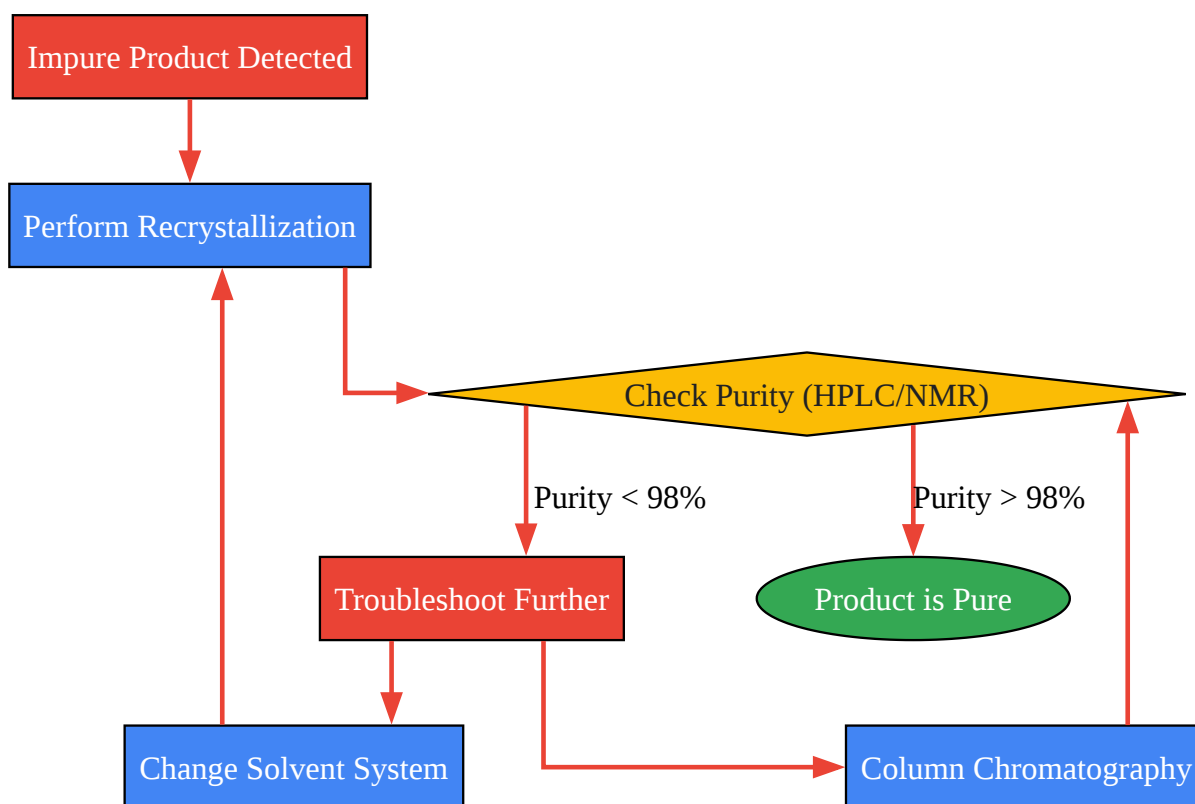 Impure Product Detected
Perform Recrystallization
Check Purity (HPLC/NMR)
Purity < 98%
Purity > 98%
Troubleshoot Further
Product is Pure
Change Solvent System
Column Chromatography